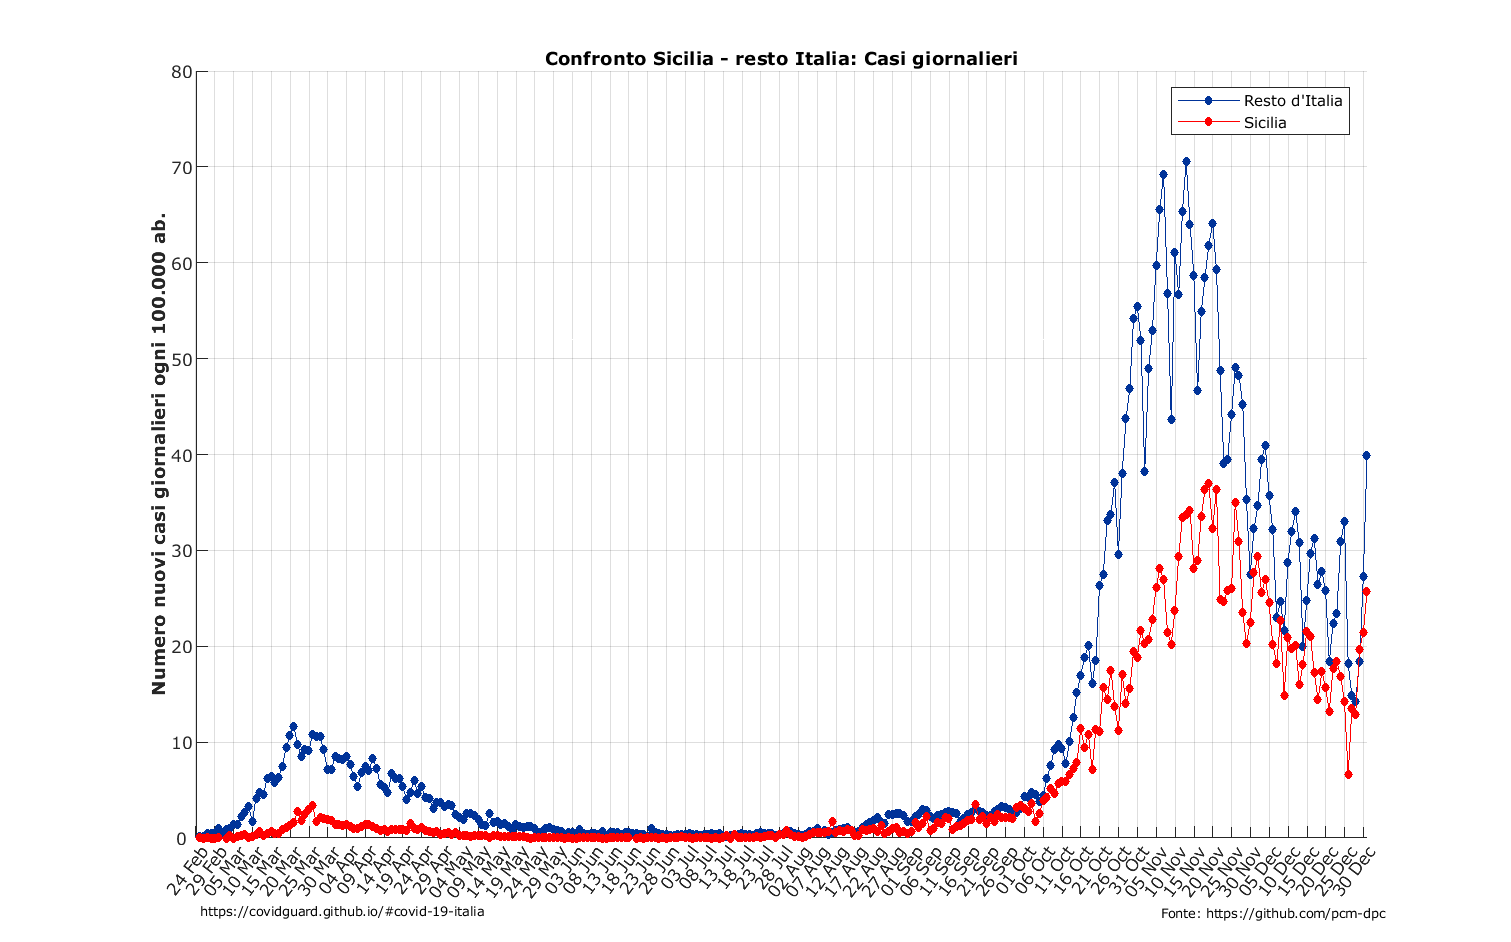 Confronto Sicilia - resto Italia: Casi giornalieri
Resto d'Italia
Sicilia
Numero nuovi casi giornalieri ogni 100.000 ab.
80
70
60
50
40
30
20
10
0
24 Feb
29 Feb
05 Mar
10 Mar
15 Mar
20 Mar
25 Mar
30 Mar
04 Apr
09 Apr
14 Apr
19 Apr
24 Apr
29 Apr
04 May
09 May
14 May
19 May
24 May
29 May
03 Jun
08 Jun
13 Jun
18 Jun
23 Jun
28 Jun
03 Jul
08 Jul
13 Jul
18 Jul
23 Jul
28 Jul
02 Aug
07 Aug
12 Aug
17 Aug
22 Aug
27 Aug
01 Sep
06 Sep
11 Sep
16 Sep
21 Sep
26 Sep
01 Oct
06 Oct
11 Oct
16 Oct
21 Oct
26 Oct
31 Oct
05 Nov
10 Nov
15 Nov
20 Nov
25 Nov
30 Nov
05 Dec
10 Dec
15 Dec
20 Dec
25 Dec
30 Dec
https://covidguard.github.io/#covid-19-italia
Fonte: https://github.com/pcm-dpc